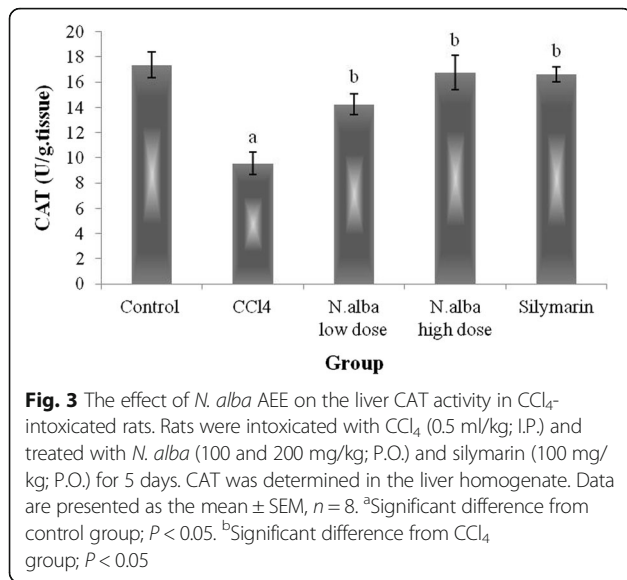 20
18
16
14
12
10
8
6
4
2
0
CAT (U/g.tissue)
a
b
b
b
Control
CCl4
N.alba
low dose
N.alba
high dose
Silymarin
Group
Fig. 3 The effect of N. alba AEE on the liver CAT activity in CCl₄-
intoxicated rats. Rats were intoxicated with CCl₄ (0.5 ml/kg; I.P.) and
treated with N. alba (100 and 200 mg/kg; P.O.) and silymarin (100 mg/
kg; P.O.) for 5 days. CAT was determined in the liver homogenate. Data
are presented as the mean ± SEM, n = 8. ᵃSignificant difference from
control group; P < 0.05. ᵇSignificant difference from CCl₄
group; P < 0.05